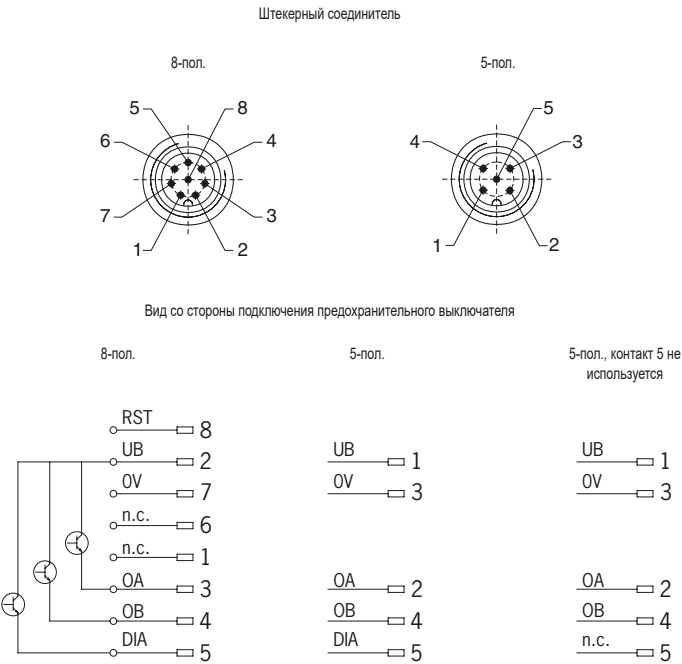 Штекерный соединитель
8-пол. 5-пол.
5 8
6 4
7 3
1 2
5
4 3
1 2
Вид со стороны подключения предохранительного выключателя
8-пол. 5-пол. 5-пол., контакт 5 не
используется
RST 8
UB 2
0V 7
n.c. 6
n.c. 1
OA 3
OB 4
DIA 5
UB 1
0V 3
OA 2
OB 4
DIA 5
UB 1
0V 3
OA 2
OB 4
n.c. 5